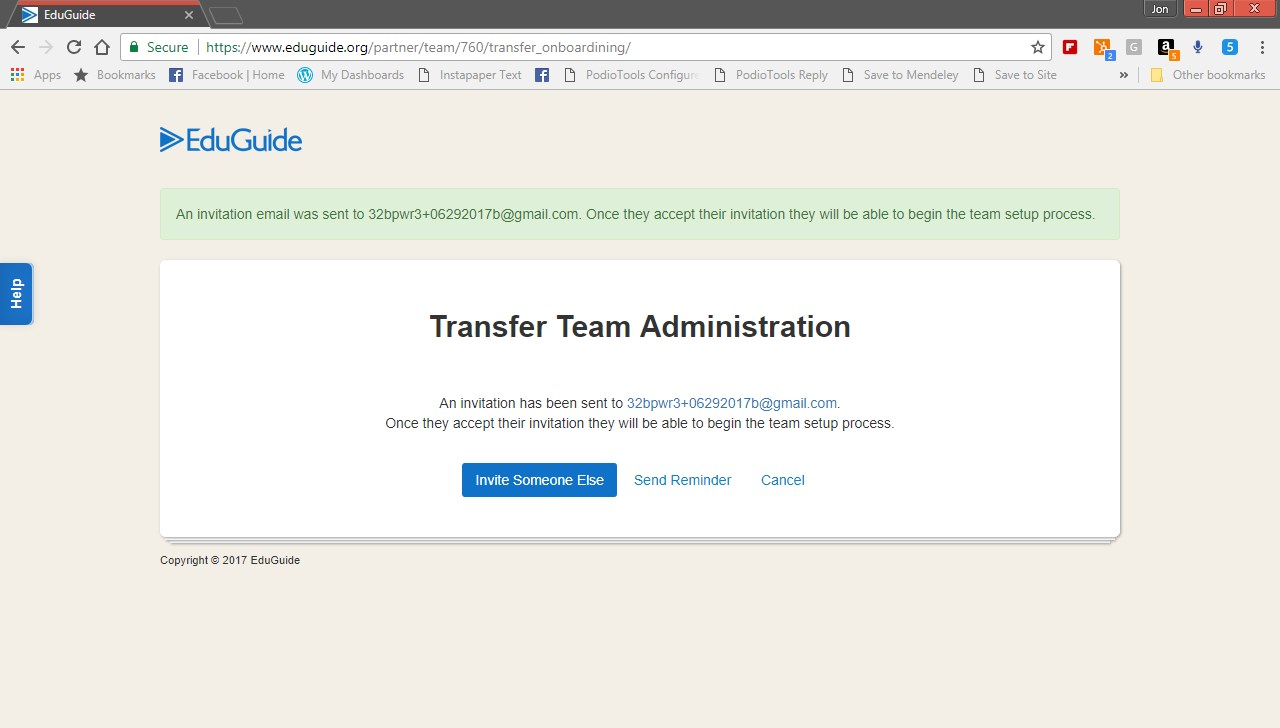 EduGuide
Jon
Secure
https://www.eduguide.org/partner/team/760/transfer_onboardining/
2
G
a
5
5
Apps
Bookmarks
Facebook | Home
My Dashboards
Instapaper Text
PodioTools Configur
PodioTools Reply
Save to Mendeley
Save to Site
»
Other bookmarks
EduGuide
An invitation email was sent to 32bpwr3+06292017b@gmail.com. Once they accept their invitation they will be able to begin the team setup process.
Help
Transfer Team Administration
An invitation has been sent to 32bpwr3+06292017b@gmail.com.
Once they accept their invitation they will be able to begin the team setup process.
Invite Someone Else
Send Reminder
Cancel
Copyright © 2017 EduGuide